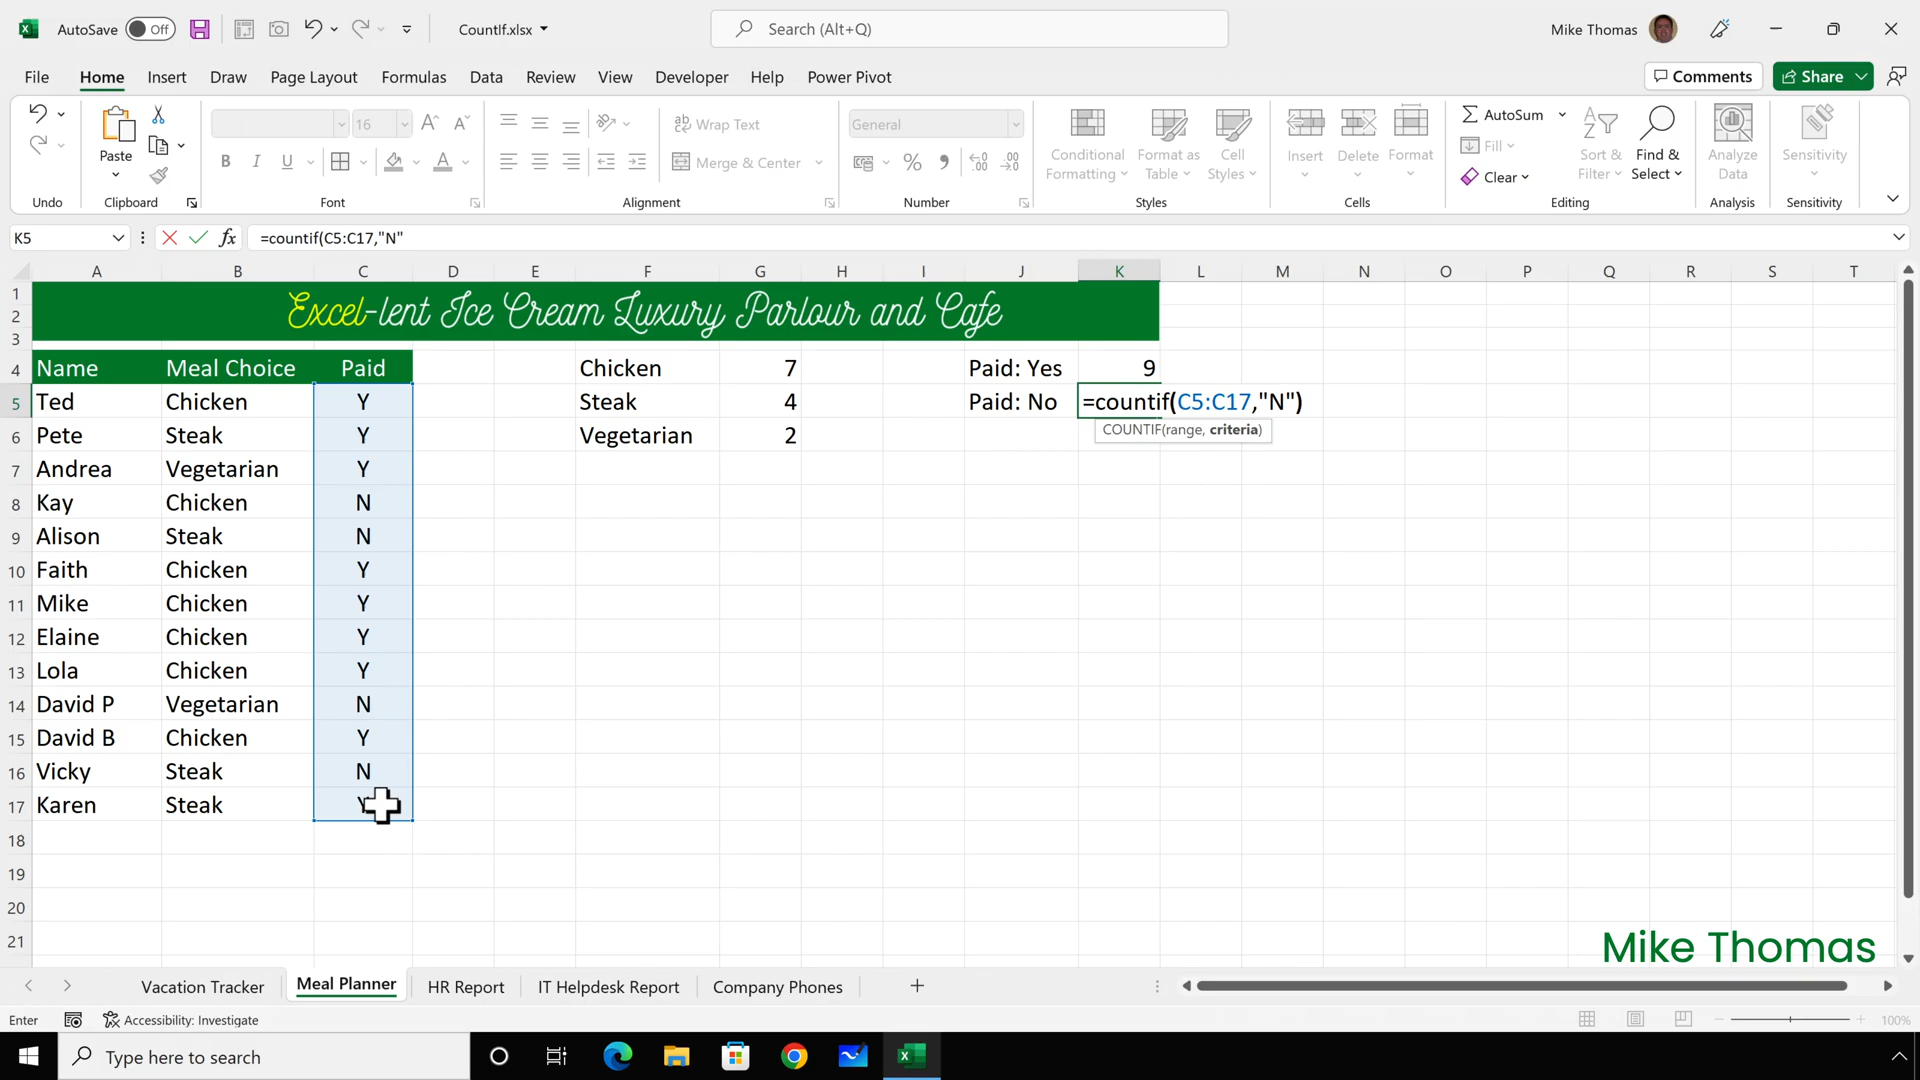 AutoSave Off CountIf.xlsx Search (Alt+Q) Mike Thomas
File Home Insert Draw Page Layout Formulas Data Review View Developer Help Power Pivot Comments Share
16 Wrap Text General AutoSum
Paste Conditional Formatting Format as Table Cell Styles Insert Delete Format Fill Sort & Filter Find & Select Analyze Data Sensitivity
B I U Merge & Center % Clear
Undo Clipboard Font Alignment Number Styles Cells Editing Analysis Sensitivity
K5 fx =countif(C5:C17,"N"
A B C D E F G H I J K L M N O P Q R S T
1
2 Excel-lent Ice Cream Luxury Parlour and Cafe
3
4 Name Meal Choice Paid Chicken 7 Paid: Yes 9
5 Ted Chicken Y Steak 4 Paid: No =countif(C5:C17,"N")
6 Pete Steak Y Vegetarian 2 COUNTIF(range, criteria)
7 Andrea Vegetarian Y
8 Kay Chicken N
9 Alison Steak N
10 Faith Chicken Y
11 Mike Chicken Y
12 Elaine Chicken Y
13 Lola Chicken Y
14 David P Vegetarian N
15 David B Chicken Y
16 Vicky Steak N
17 Karen Steak Y
18
19
20
21
Mike Thomas
Vacation Tracker Meal Planner HR Report IT Helpdesk Report Company Phones
Enter Accessibility: Investigate 100%
Type here to search